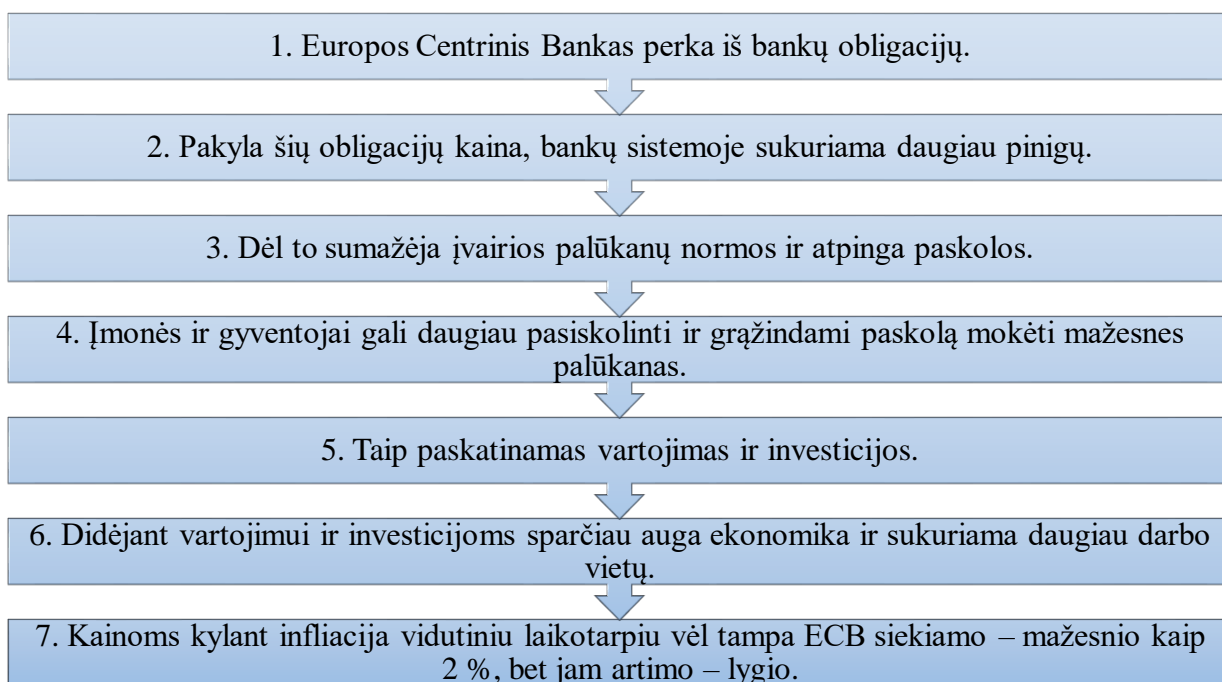 1. Europos Centrinis Bankas perka iš bankų obligacijų.
2. Pakyla šių obligacijų kaina, bankų sistemoje sukuriama daugiau pinigų.
3. Dėl to sumažėja įvairios palūkanų normos ir atpinga paskolos.
4. Įmonės ir gyventojai gali daugiau pasiskolinti ir grąžindami paskolą mokėti mažesnes
palūkanas.
5. Taip paskatinamas vartojimas ir investicijos.
6. Didėjant vartojimui ir investicijoms sparčiau auga ekonomika ir sukuriama daugiau darbo
vietų.
7. Kainoms kylant infliacija vidutiniu laikotarpiu vėl tampa ECB siekiamo – mažesnio kaip
2 %, bet jam artimo – lygio.